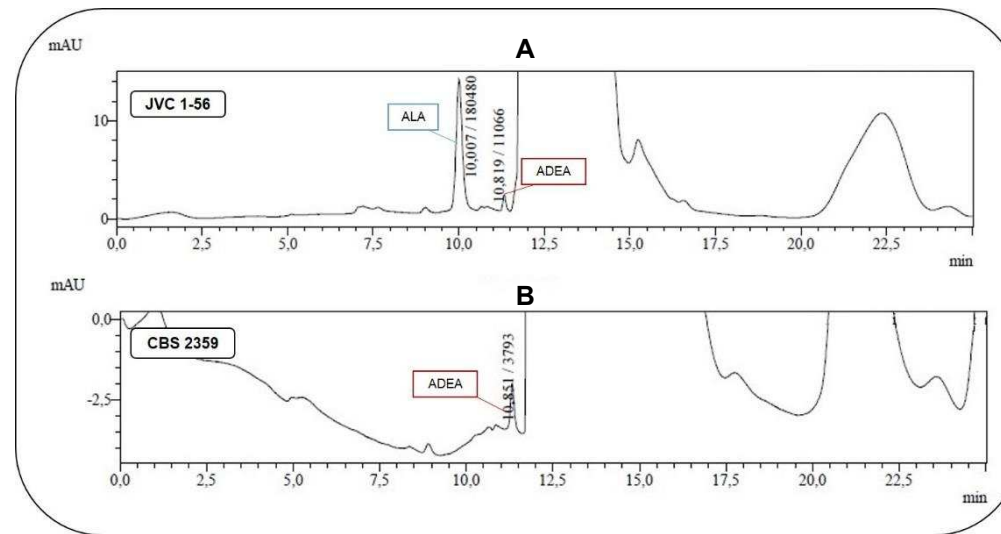 A
mAU
JVC 1-56
ALA
10,007 / 180480
10,819 / 11066
ADEA
10
0
0,0 2,5 5,0 7,5 10,0 12,5 15,0 17,5 20,0 22,5
min
B
mAU
0,0
CBS 2359
ADEA
10,851 / 3793
-2,5
0,0 2,5 5,0 7,5 10,0 12,5 15,0 17,5 20,0 22,5
min